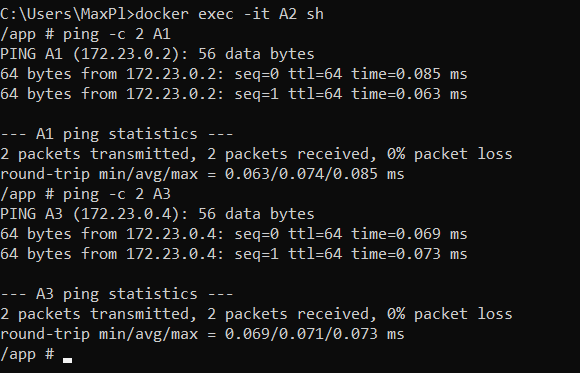 C:\Users\MaxPl>docker exec -it A2 sh
/app # ping -c 2 A1
PING A1 (172.23.0.2): 56 data bytes
64 bytes from 172.23.0.2: seq=0 ttl=64 time=0.085 ms
64 bytes from 172.23.0.2: seq=1 ttl=64 time=0.063 ms
--- A1 ping statistics ---
2 packets transmitted, 2 packets received, 0% packet loss
round-trip min/avg/max = 0.063/0.074/0.085 ms
/app # ping -c 2 A3
PING A3 (172.23.0.4): 56 data bytes
64 bytes from 172.23.0.4: seq=0 ttl=64 time=0.069 ms
64 bytes from 172.23.0.4: seq=1 ttl=64 time=0.073 ms
--- A3 ping statistics ---
2 packets transmitted, 2 packets received, 0% packet loss
round-trip min/avg/max = 0.069/0.071/0.073 ms
/app #